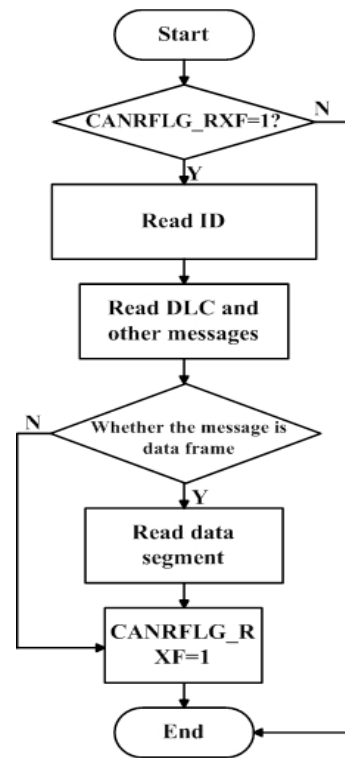 Start
CANRFLG_RXF=1?
N
Y
Read ID
Read DLC and
other messages
N
Whether the message is
data frame
Y
Read data
segment
CANRFLG_R
XF=1
End